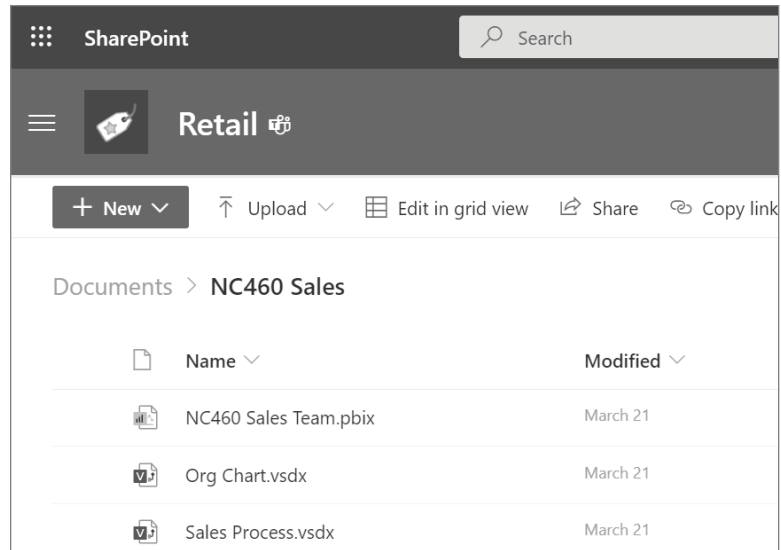 SharePoint Search
Retail
+ New Upload Edit in grid view Share Copy link
Documents > NC460 Sales
Name Modified
NC460 Sales Team.pbix March 21
Org Chart.vsdx March 21
Sales Process.vsdx March 21